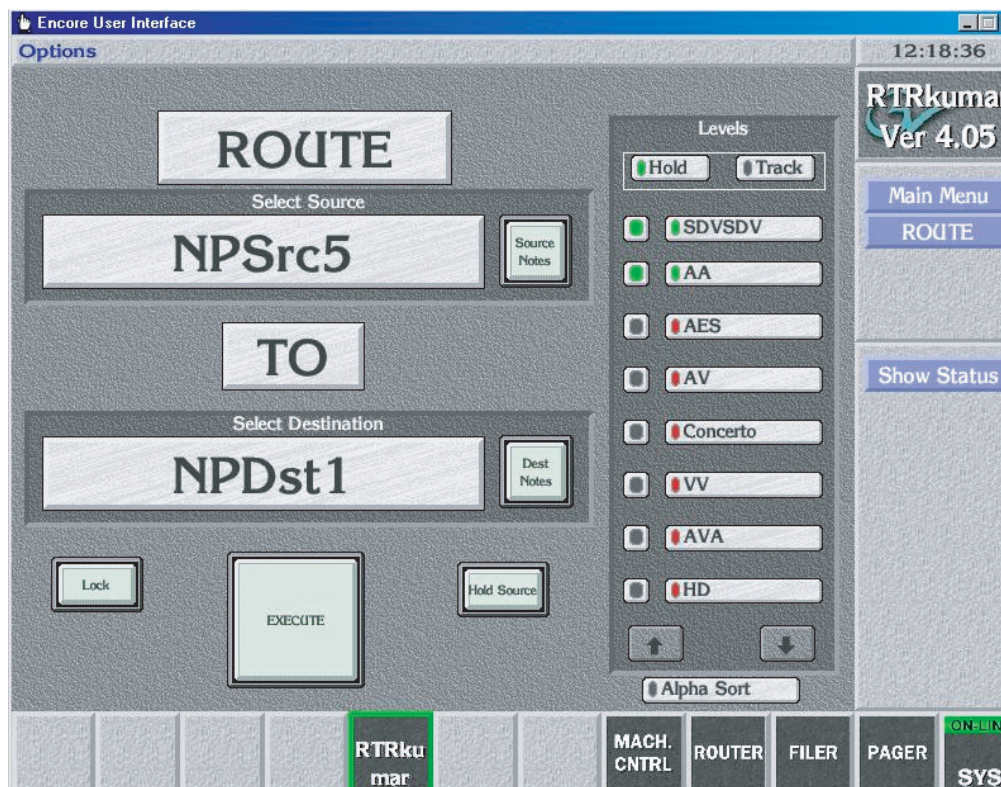 Encore User Interface
Options
12:18:36
RTRkumar
Ver 4.05
ROUTE
Select Source
NPSrc5
Source
Notes
TO
Select Destination
NPDst1
Dest
Notes
Lock
EXECUTE
Hold Source
Levels
Hold
Track
SDVSDV
AA
AES
AV
Concerto
VV
AVA
HD
Alpha Sort
Main Menu
ROUTE
Show Status
RTRku
mar
MACH.
CNTRL
ROUTER
FILER
PAGER
ON-LIN
SYS